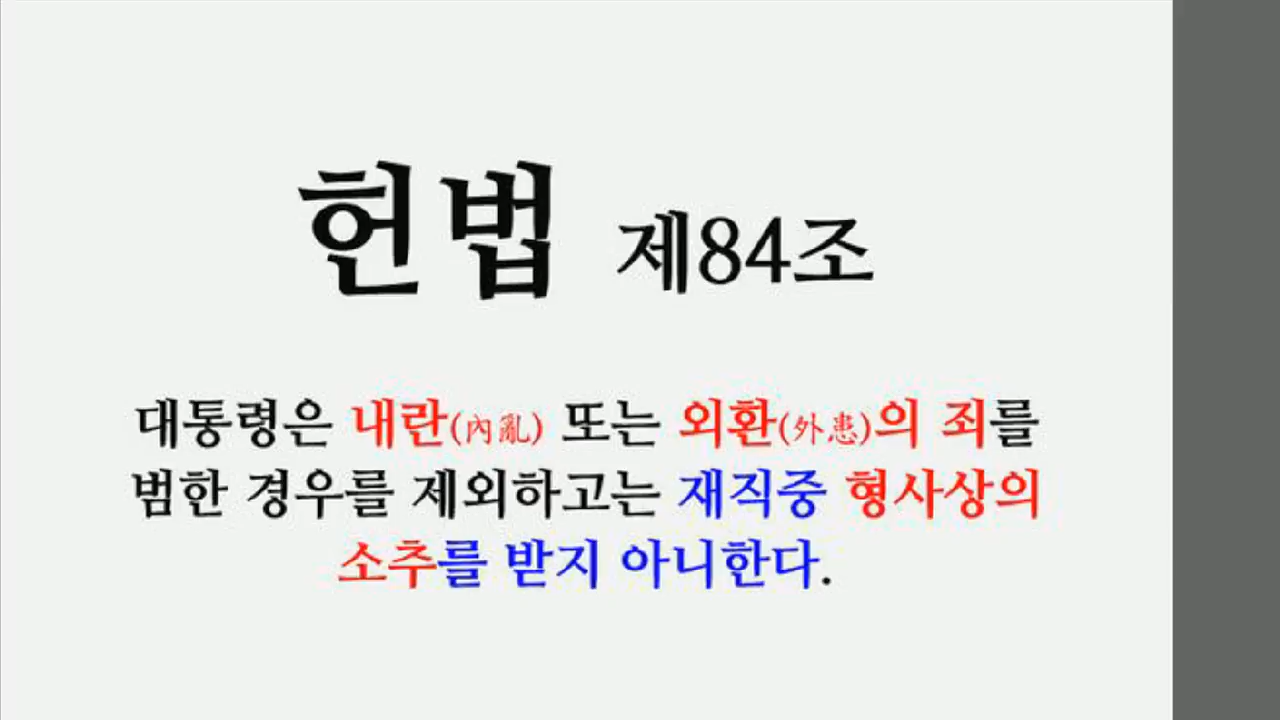 헌법 제84조
대통령은 내란(內亂) 또는 외환(外患)의 죄를
범한 경우를 제외하고는 재직중 형사상의
소추를 받지 아니한다.